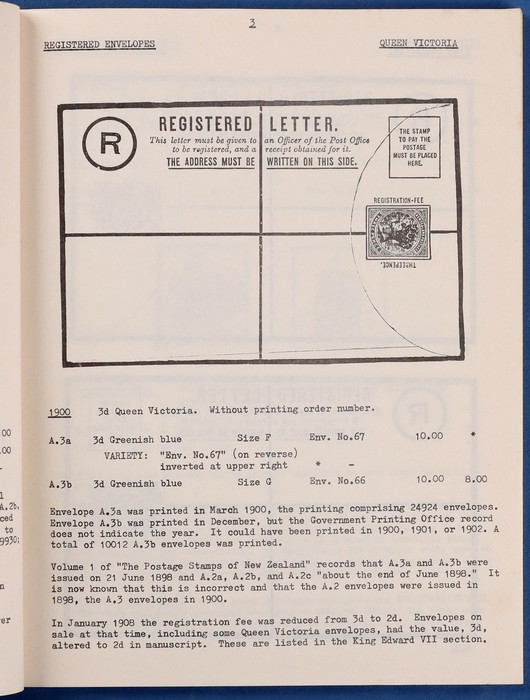 3
REGISTERED ENVELOPES QUEEN VICTORIA
R
REGISTERED LETTER.
This letter must be given to an Officer of the Post Office
to be registered, and a receipt obtained for it.
THE ADDRESS MUST BE WRITTEN ON THIS SIDE.
THE STAMP
TO PAY THE
POSTAGE
MUST BE PLACED
HERE.
REGISTRATION-FEE
THREEPENCE.
1900 3d Queen Victoria. Without printing order number.
A.3a 3d Greenish blue Size F Env. No.67 10.00 *
VARIETY: "Env. No.67" (on reverse)
inverted at upper right * -
A.3b 3d Greenish blue Size G Env. No.66 10.00 8.00
Envelope A.3a was printed in March 1900, the printing comprising 24924 envelopes.
Envelope A.3b was printed in December, but the Government Printing Office record
does not indicate the year. It could have been printed in 1900, 1901, or 1902. A
total of 10012 A.3b envelopes was printed.
Volume 1 of "The Postage Stamps of New Zealand" records that A.3a and A.3b were
issued on 21 June 1898 and A.2a, A.2b, and A.2c "about the end of June 1898." It
is now known that this is incorrect and that the A.2 envelopes were issued in
1898, the A.3 envelopes in 1900.
In January 1908 the registration fee was reduced from 3d to 2d. Envelopes on
sale at that time, including some Queen Victoria envelopes, had the value, 3d,
altered to 2d in manuscript. These are listed in the King Edward VII section.